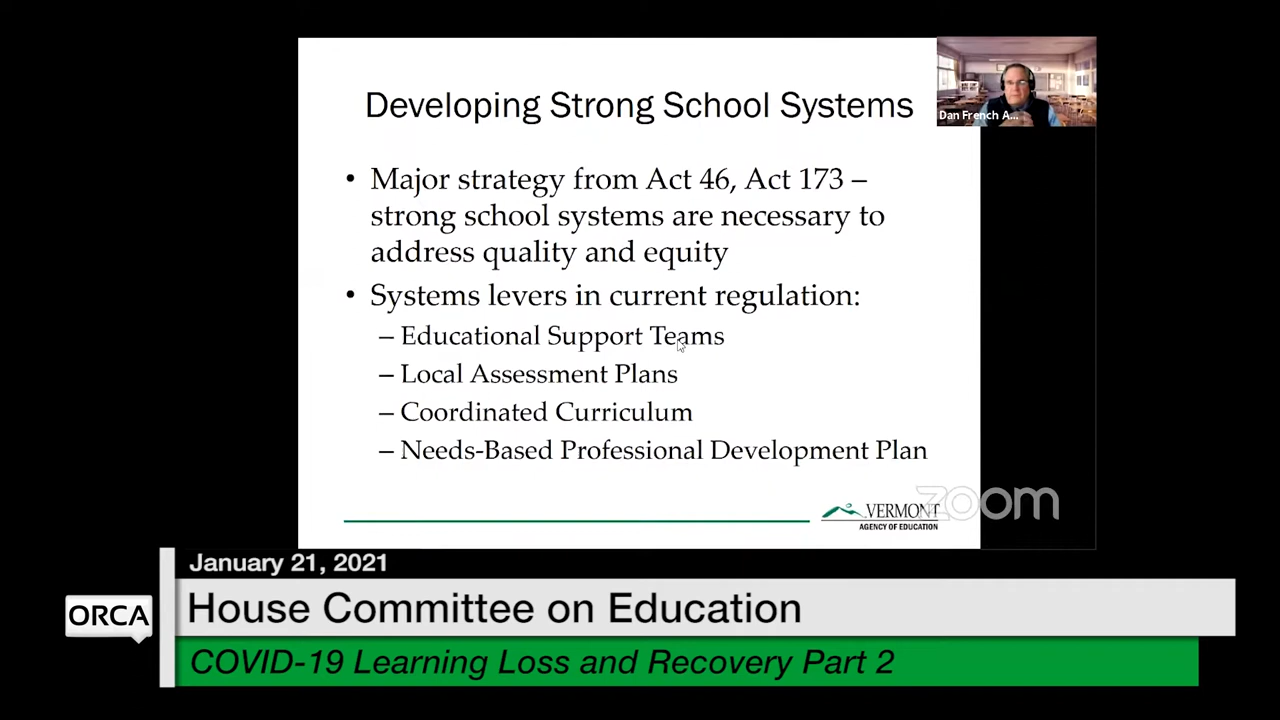 Developing Strong School Systems
Dan French A...
• Major strategy from Act 46, Act 173 –
strong school systems are necessary to
address quality and equity
• Systems levers in current regulation:
– Educational Support Teams
– Local Assessment Plans
– Coordinated Curriculum
– Needs-Based Professional Development Plan
zoom
VERMONT
AGENCY OF EDUCATION
January 21, 2021
ORCA
House Committee on Education
COVID-19 Learning Loss and Recovery Part 2